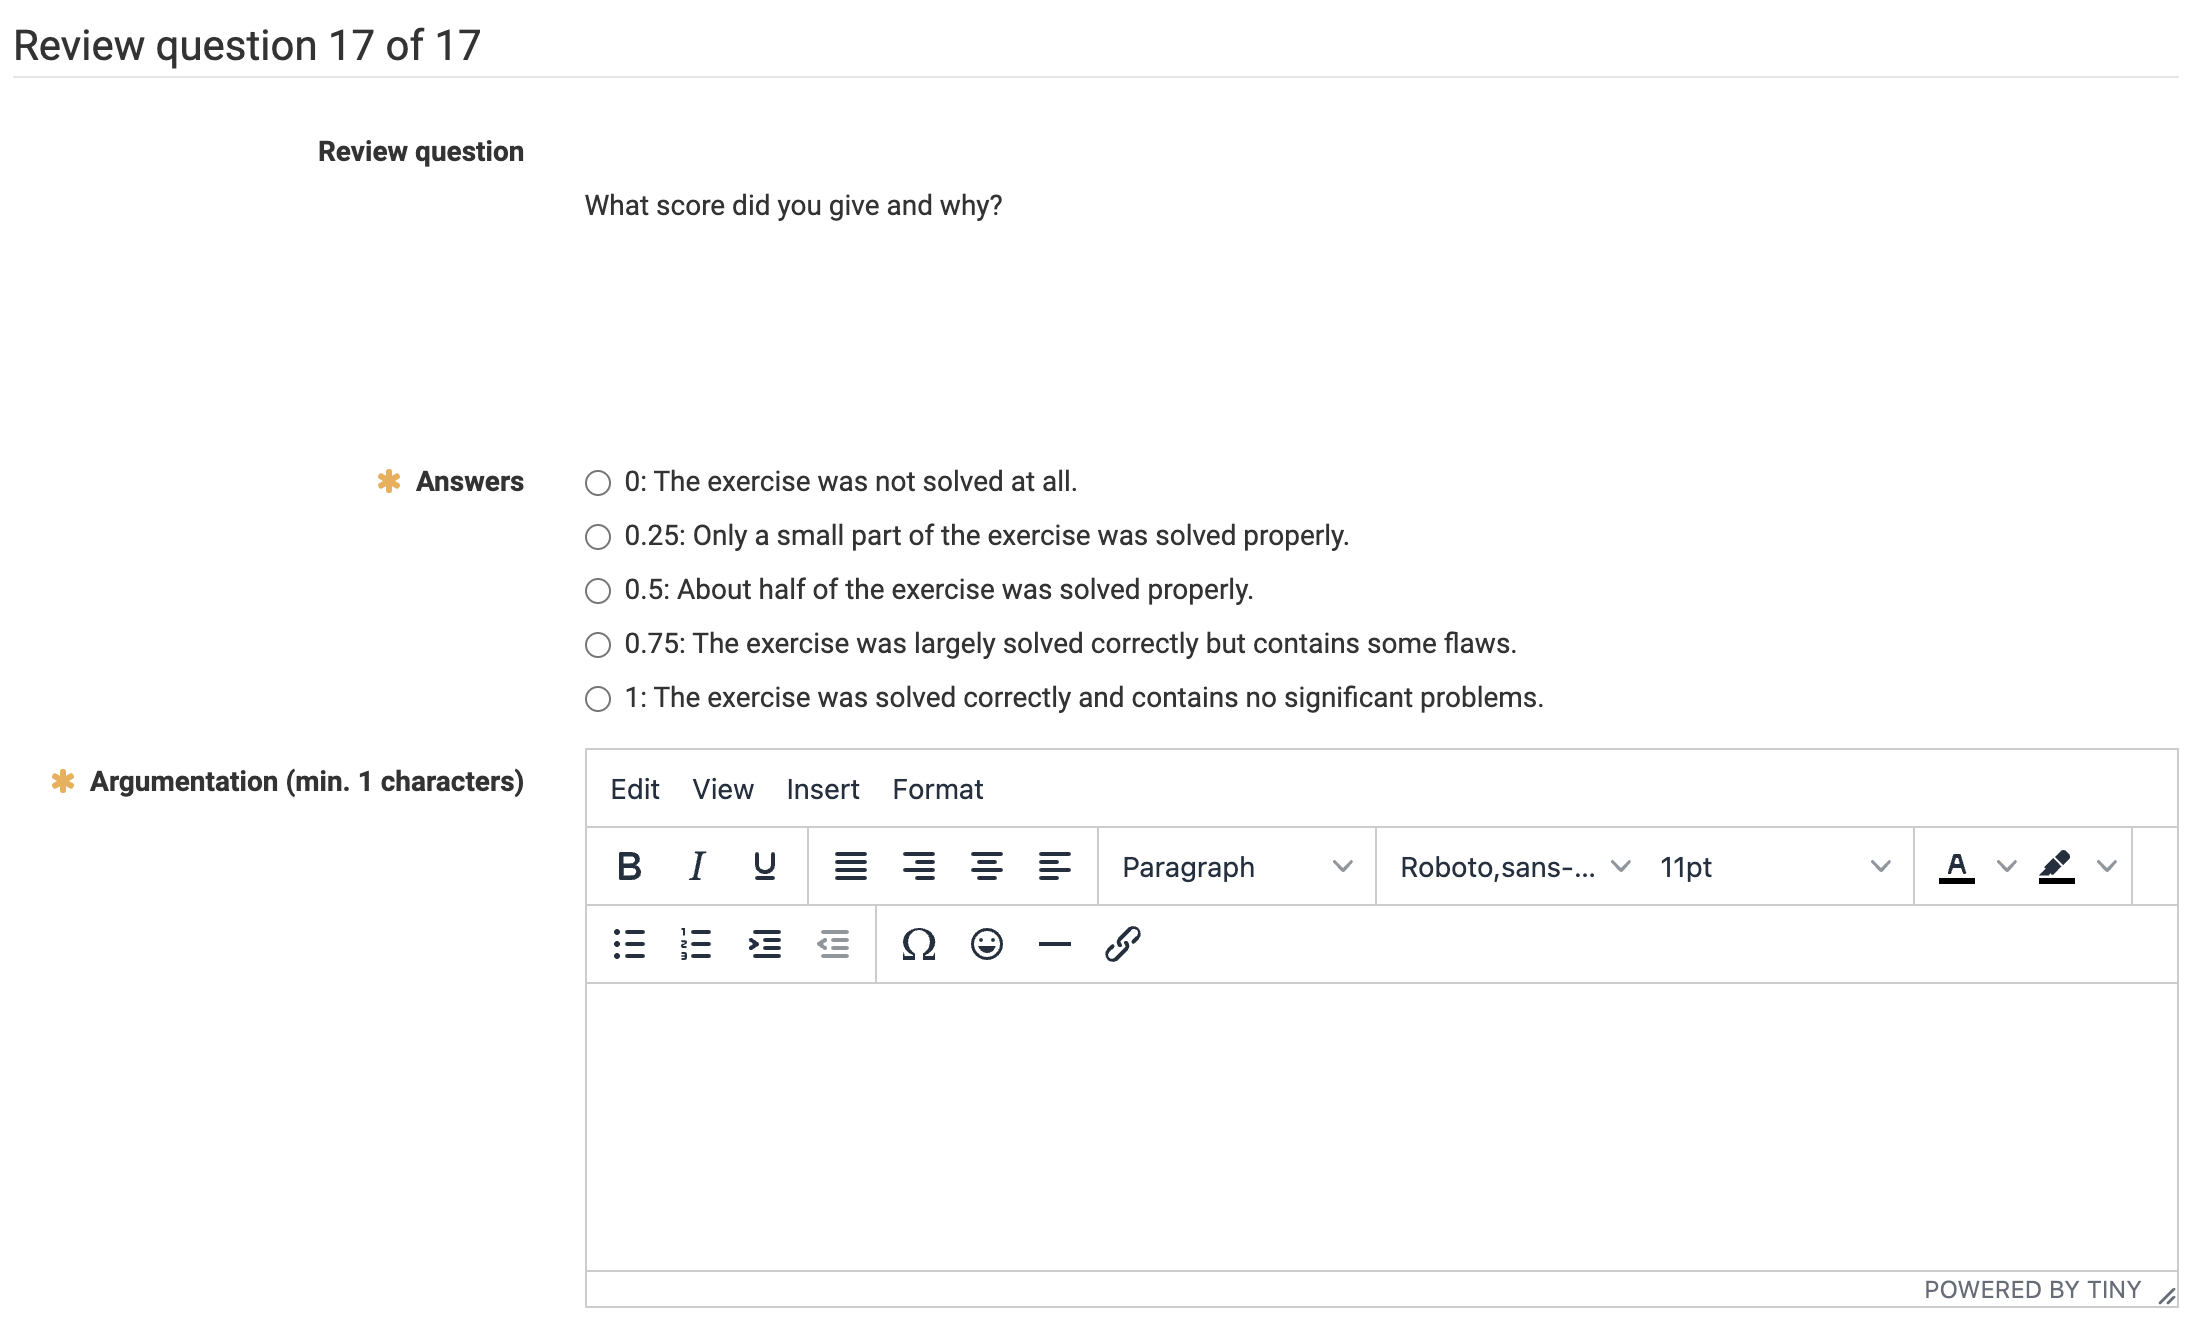 Review question 17 of 17
Review question
What score did you give and why?
Answers
0: The exercise was not solved at all.
0.25: Only a small part of the exercise was solved properly.
0.5: About half of the exercise was solved properly.
0.75: The exercise was largely solved correctly but contains some flaws.
1: The exercise was solved correctly and contains no significant problems.
Argumentation (min. 1 characters)
Edit View Insert Format
Paragraph Roboto,sans-... 11pt
POWERED BY TINY